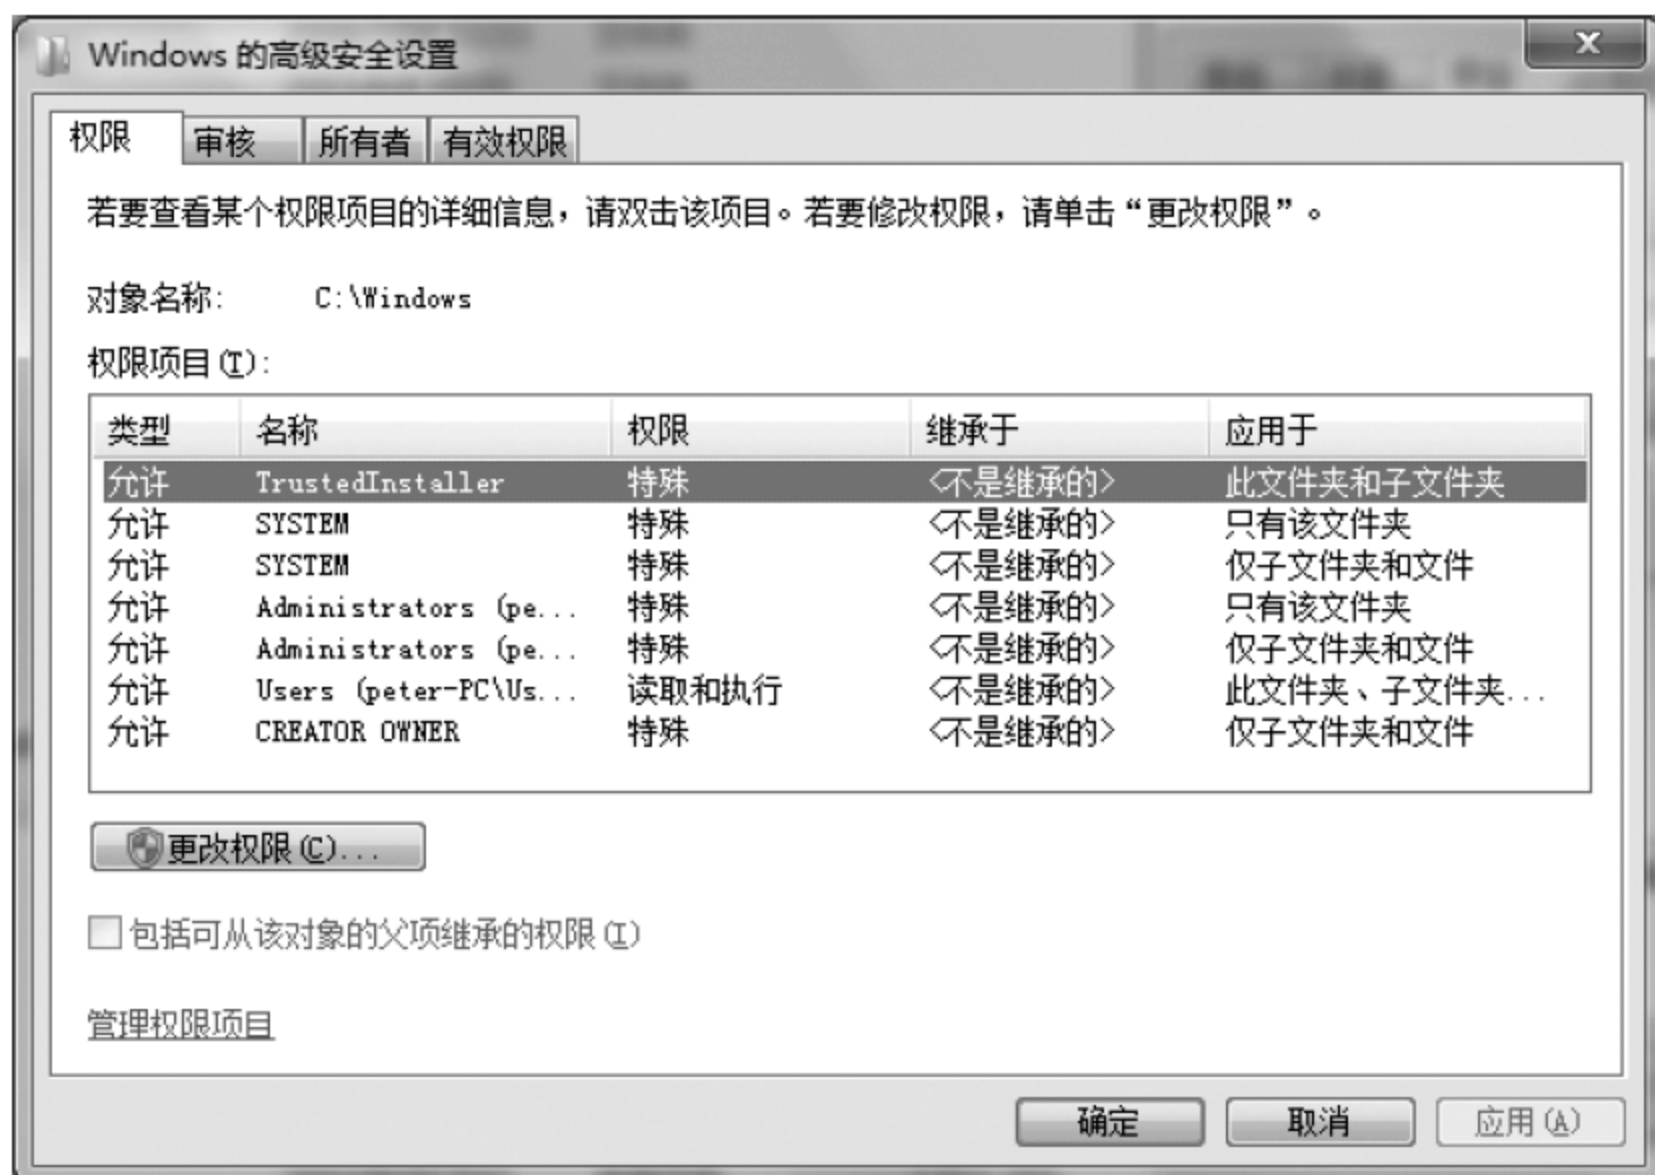 Windows 的高级安全设置
权限 审核 所有者 有效权限
若要查看某个权限项目的详细信息，请双击该项目。若要修改权限，请单击“更改权限”。
对象名称: C:\Windows
权限项目(T):
类型 名称 权限 继承于 应用于
允许 TrustedInstaller 特殊 <不是继承的> 此文件夹和子文件夹
允许 SYSTEM 特殊 <不是继承的> 只有该文件夹
允许 SYSTEM 特殊 <不是继承的> 仅子文件夹和文件
允许 Administrators (pe... 特殊 <不是继承的> 只有该文件夹
允许 Administrators (pe... 特殊 <不是继承的> 仅子文件夹和文件
允许 Users (peter-PC\Us... 读取和执行 <不是继承的> 此文件夹、子文件夹...
允许 CREATOR OWNER 特殊 <不是继承的> 仅子文件夹和文件
更改权限(C)...
包括可从该对象的父项继承的权限(I)
管理权限项目
确定 取消 应用(A)